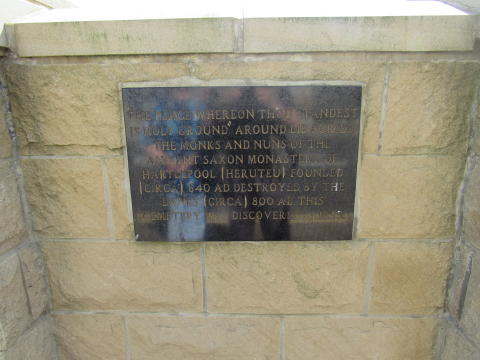 THE PLACE WHEREON THOU STANDEST
IS HOLY GROUND" AROUND LIE
THE MONKS AND NUNS OF THE
ANCIENT SAXON MONASTERY OF
HARTLEPOOL (HERUTEU) FOUNDED
(CIRCA) 640 AD DESTROYED BY THE
(CIRCA) 800 AD. THIS
CEMETERY WAS DISCOVERED